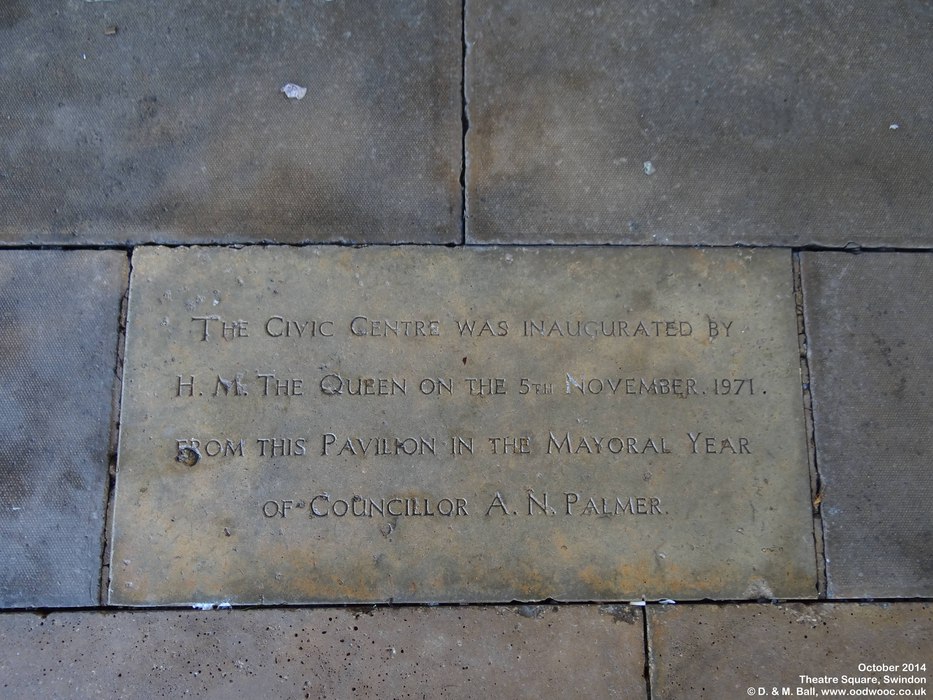 The Civic Centre was inaugurated by
H. M. The Queen on the 5th November. 1971.
from this Pavilion in the Mayoral Year
of Councillor A. N. Palmer.
October 2014
Theatre Square, Swindon
© D. & M. Ball, www.oodwooc.co.uk